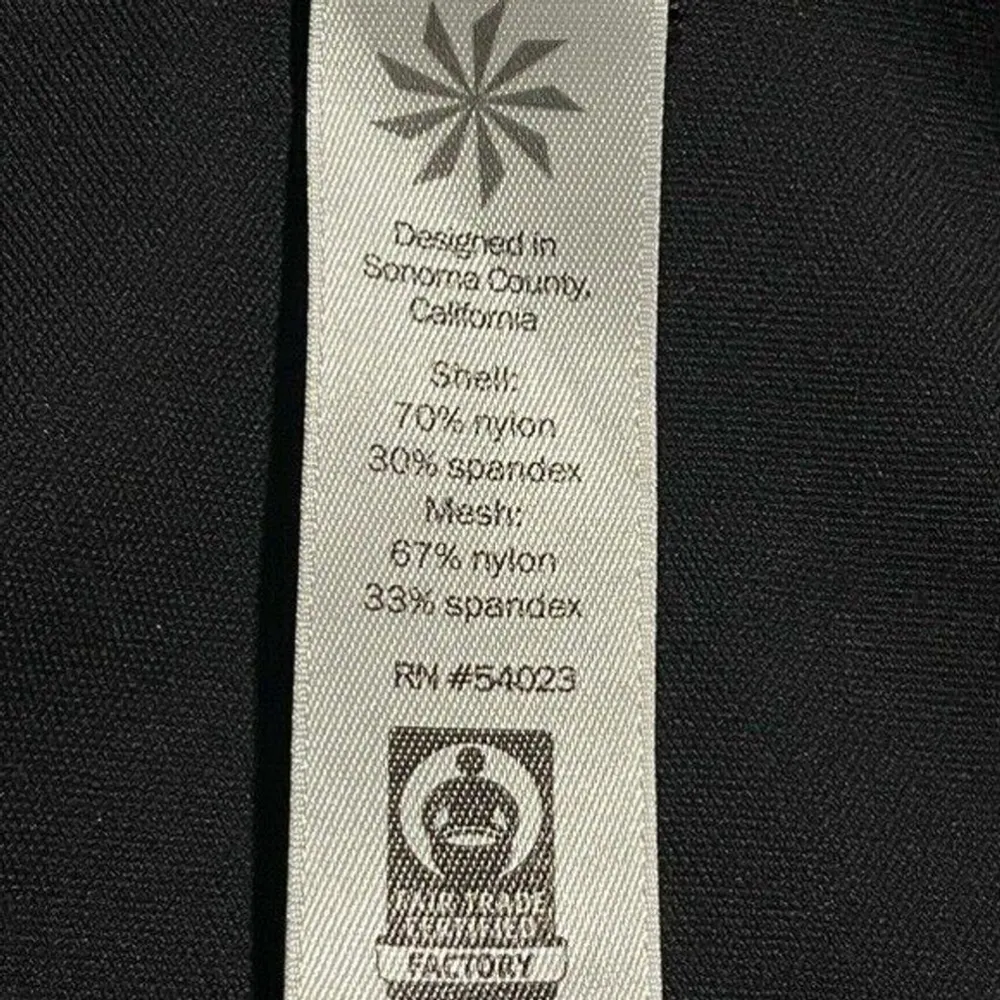 Designed in
Sonoma County,
California
Shell:
70% nylon
30% spandex
Mesh:
67% nylon
33% spandex
RN #54023
FAIR TRADE
CERTIFIED
FACTORY